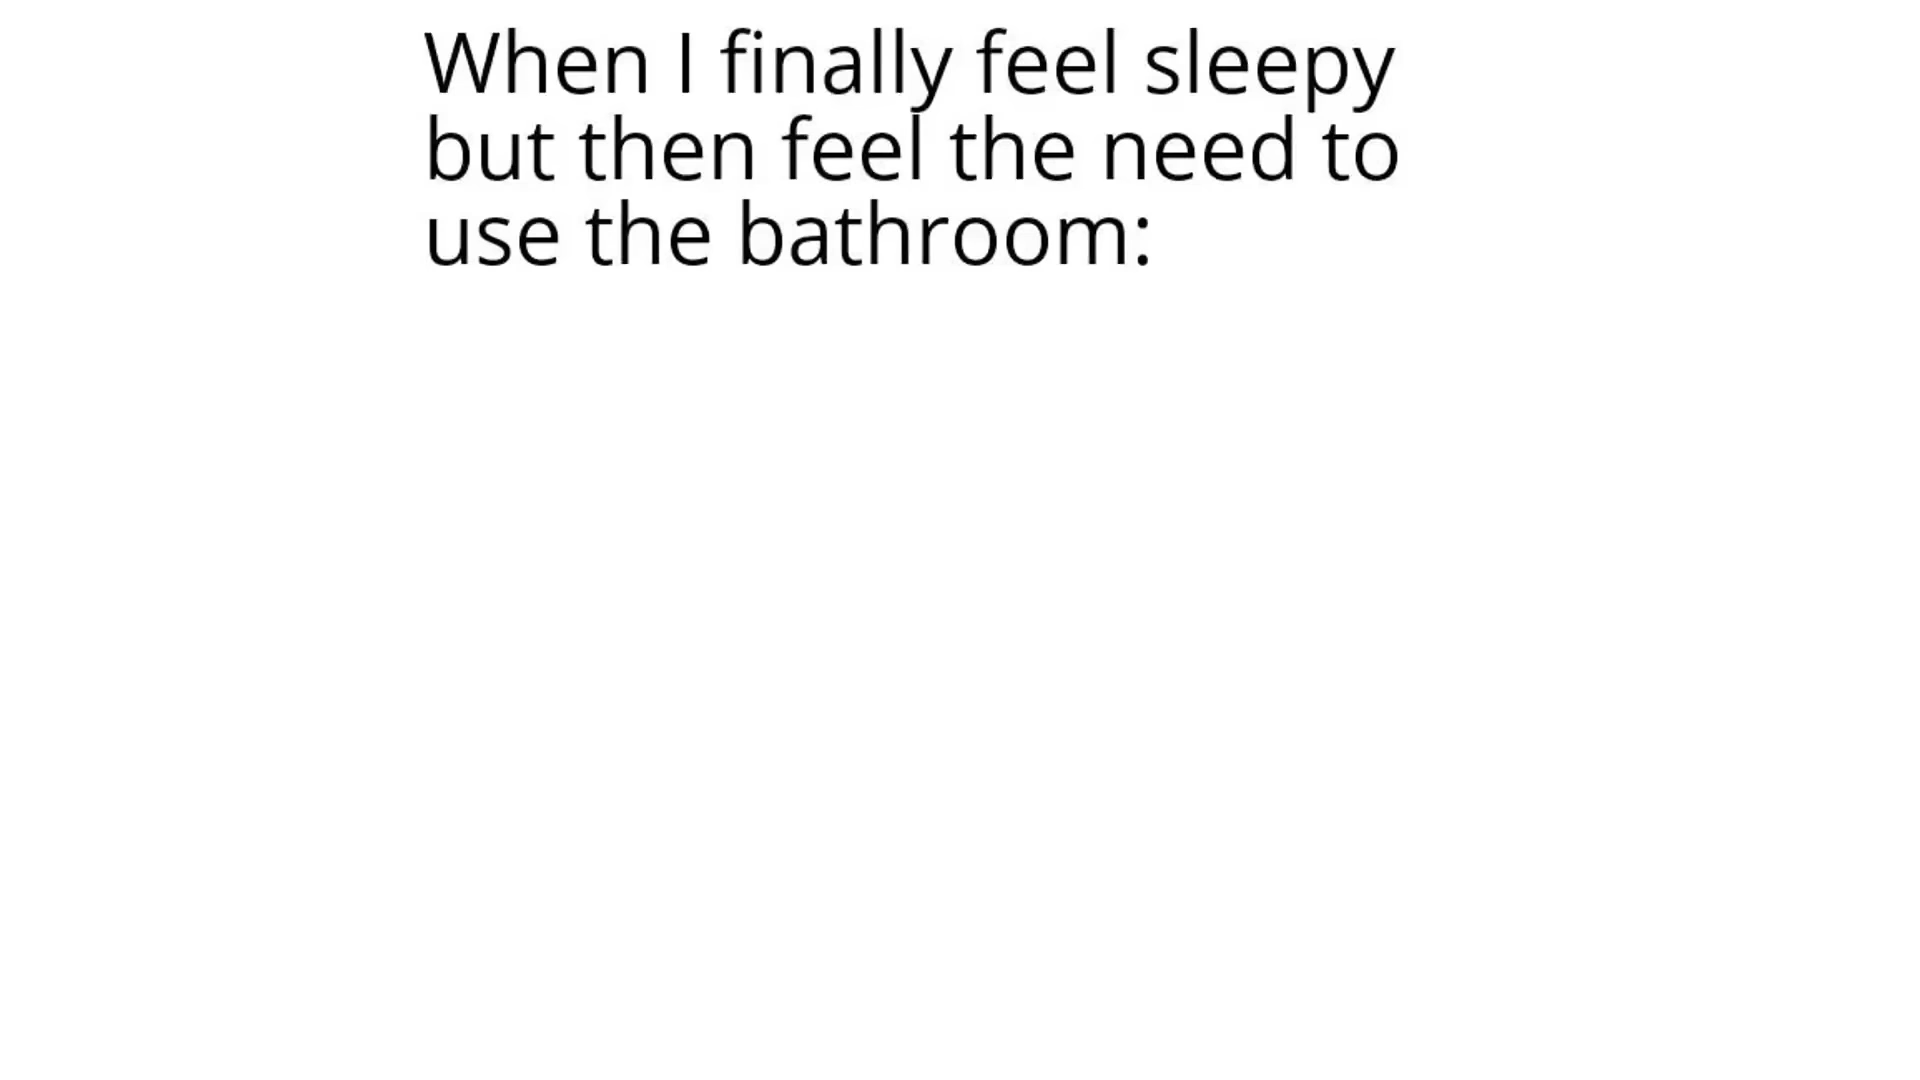 When I finally feel sleepy
but then feel the need to
use the bathroom: